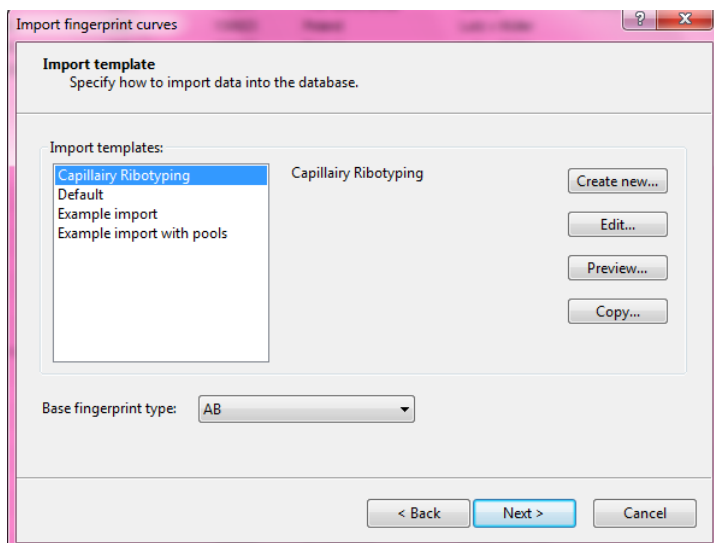 Import fingerprint curves
?
X
Import template
Specify how to import data into the database.
Import templates:
Capillairy Ribotyping
Default
Example import
Example import with pools
Capillairy Ribotyping
Create new...
Edit...
Preview...
Copy...
Base fingerprint type:
AB
< Back
Next >
Cancel